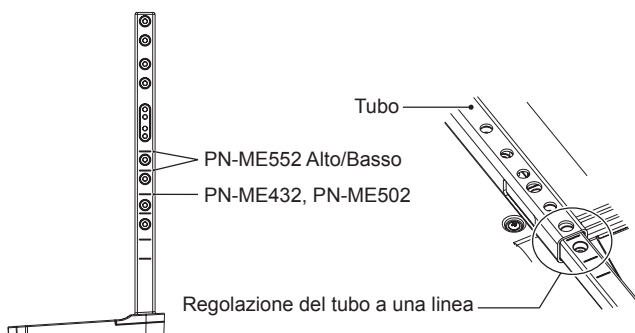 Tubo
PN-ME552 Alto/Basso
PN-ME432, PN-ME502
Regolazione del tubo a una linea